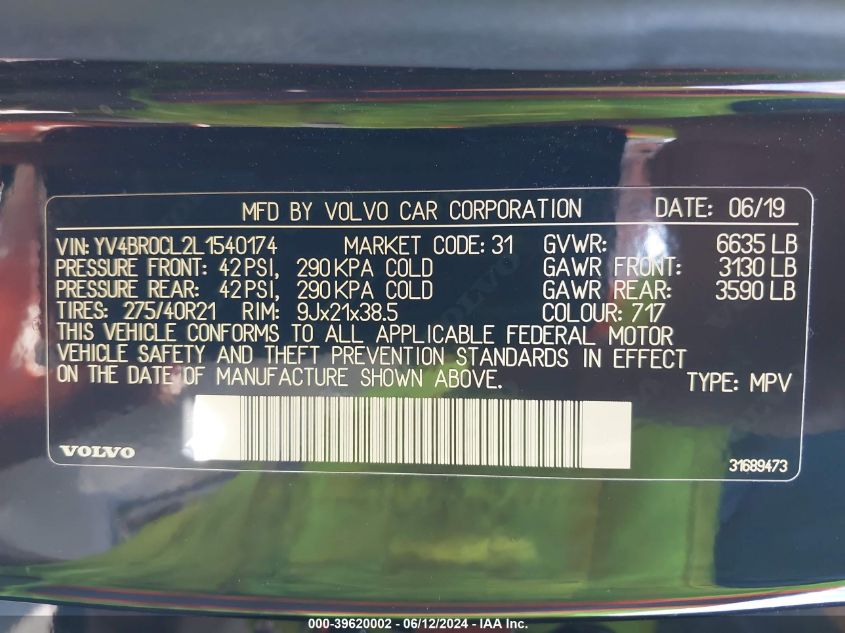 MFD BY VOLVO CAR CORPORATION DATE: 06/19
VIN: YV4BR0CL2L1540174 MARKET CODE: 31 GVWR: 6635 LB
PRESSURE FRONT: 42 PSI, 290 KPA COLD GAWR FRONT: 3130 LB
PRESSURE REAR: 42 PSI, 290 KPA COLD GAWR REAR: 3590 LB
TIRES: 275/40R21 RIM: 9Jx21x38.5 COLOUR: 717
THIS VEHICLE CONFORMS TO ALL APPLICABLE FEDERAL MOTOR
VEHICLE SAFETY AND THEFT PREVENTION STANDARDS IN EFFECT
ON THE DATE OF MANUFACTURE SHOWN ABOVE. TYPE: MPV
VOLVO 31689473
000-39620002 - 06/12/2024 - IAA Inc.